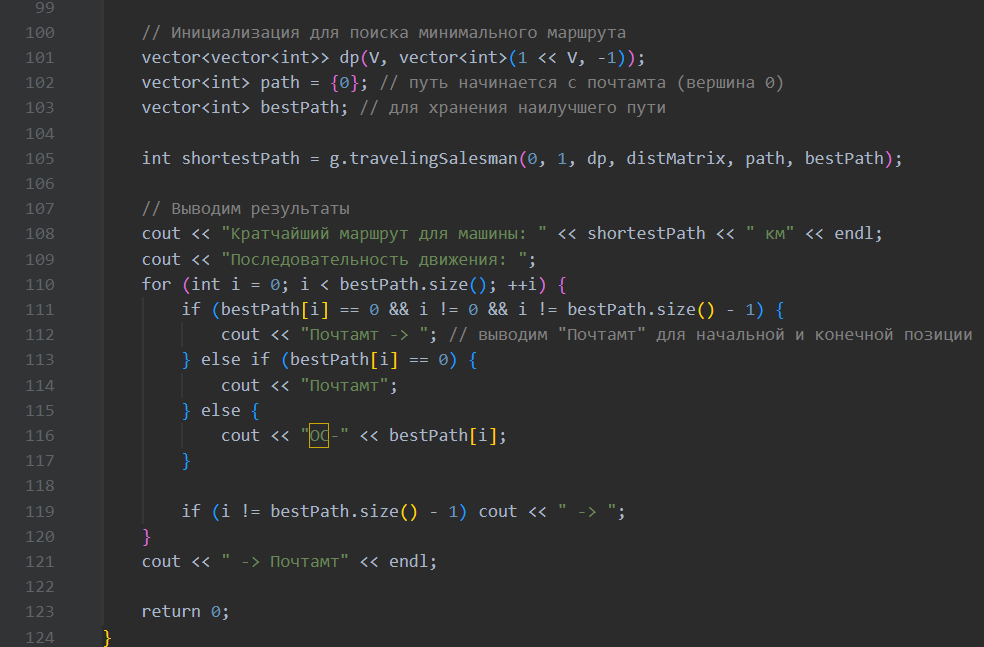 99
100 // Инициализация для поиска минимального маршрута
101 vector<vector<int>> dp(V, vector<int>(1 << V, -1));
102 vector<int> path = {0}; // путь начинается с почтамта (вершина 0)
103 vector<int> bestPath; // для хранения наилучшего пути
104
105 int shortestPath = g.travelingSalesman(0, 1, dp, distMatrix, path, bestPath);
106
107 // Выводим результаты
108 cout << "Кратчайший маршрут для машины: " << shortestPath << " км" << endl;
109 cout << "Последовательность движения: ";
110 for (int i = 0; i < bestPath.size(); ++i) {
111 if (bestPath[i] == 0 && i != 0 && i != bestPath.size() - 1) {
112 cout << "Почтамт -> "; // выводим "Почтамт" для начальной и конечной позиции
113 } else if (bestPath[i] == 0) {
114 cout << "Почтамт";
115 } else {
116 cout << "ОС-" << bestPath[i];
117 }
118
119 if (i != bestPath.size() - 1) cout << " -> ";
120 }
121 cout << " -> Почтамт" << endl;
122
123 return 0;
124 }